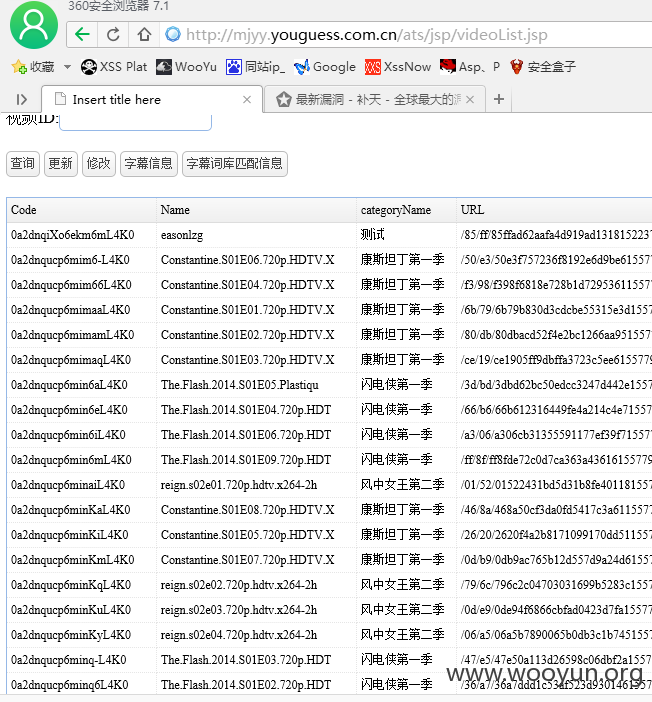 360安全浏览器 7.1
http://mjyy.youguess.com.cn/ats/jsp/videoList.jsp
收藏 XSS Plat WooYu 同站ip_ Google XssNow Asp、P 安全盒子
Insert title here 最新漏洞 - 补天 - 全球最大的
视频ID:
查询 更新 修改 字幕信息 字幕词库匹配信息
Code Name categoryName URL
0a2dnqiXo6ekm6mL4K0 easonlzg 测试 /85/ff/85ffad62aafa4d919ad1318152237
0a2dnqucp6mim6-L4K0 Constantine.S01E06.720p.HDTV.X 康斯坦丁第一季 /50/e3/50e3f757236f8192e6d9be615577
0a2dnqucp6mim66L4K0 Constantine.S01E04.720p.HDTV.X 康斯坦丁第一季 /f3/98/f398f6818e728b1d729536115577
0a2dnqucp6mimaaL4K0 Constantine.S01E01.720p.HDTV.X 康斯坦丁第一季 /6b/79/6b79b830d3cdcbe55315e3d1557
0a2dnqucp6mimamL4K0 Constantine.S01E02.720p.HDTV.X 康斯坦丁第一季 /80/db/80dbacd52f4e2bc1266aa951557
0a2dnqucp6mimaqL4K0 Constantine.S01E03.720p.HDTV.X 康斯坦丁第一季 /ce/19/ce1905ff9dbffa3723c5ee615779
0a2dnqucp6min6aL4K0 The.Flash.2014.S01E05.Plastiqu 闪电侠第一季 /3d/bd/3dbd62bc50edcc3247d442e1557
0a2dnqucp6min6eL4K0 The.Flash.2014.S01E04.720p.HDT 闪电侠第一季 /66/b6/66b612316449fe4a214c4e71557
0a2dnqucp6min6iL4K0 The.Flash.2014.S01E06.720p.HDT 闪电侠第一季 /a3/06/a306cb31355591177ef39f71557
0a2dnqucp6min6mL4K0 The.Flash.2014.S01E09.720p.HDT 闪电侠第一季 /ff/8f/ff8fde72c0d7ca363a43616155779
0a2dnqucp6minaiL4K0 reign.s02e01.720p.hdtv.x264-2h 风中女王第二季 /01/52/01522431bd5d31b8fe401181557
0a2dnqucp6minKaL4K0 Constantine.S01E08.720p.HDTV.X 康斯坦丁第一季 /46/8a/468a50cf3da0fd5417c3a6115577
0a2dnqucp6minKiL4K0 Constantine.S01E05.720p.HDTV.X 康斯坦丁第一季 /26/20/2620f4a2b8171099170dd511557
0a2dnqucp6minKmL4K0 Constantine.S01E07.720p.HDTV.X 康斯坦丁第一季 /0d/b9/0db9ac765b12d557d9a24d61557
0a2dnqucp6minKqL4K0 reign.s02e02.720p.hdtv.x264-2h 风中女王第二季 /79/6c/796c2c04703031699b5283c1557
0a2dnqucp6minKuL4K0 reign.s02e03.720p.hdtv.x264-2h 风中女王第二季 /0d/e9/0de94f6866cbfad0423d7fa15577
0a2dnqucp6minKyL4K0 reign.s02e04.720p.hdtv.x264-2h 风中女王第二季 /06/a5/06a5b7890065b0db3c1b7451557
0a2dnqucp6minq-L4K0 The.Flash.2014.S01E03.720p.HDT 闪电侠第一季 /47/e5/47e50a113d26598c06dbf2a1557
0a2dnqucp6minq6L4K0 The.Flash.2014.S01E02.720p.HDT 闪电侠第一季
www.wooyun.org